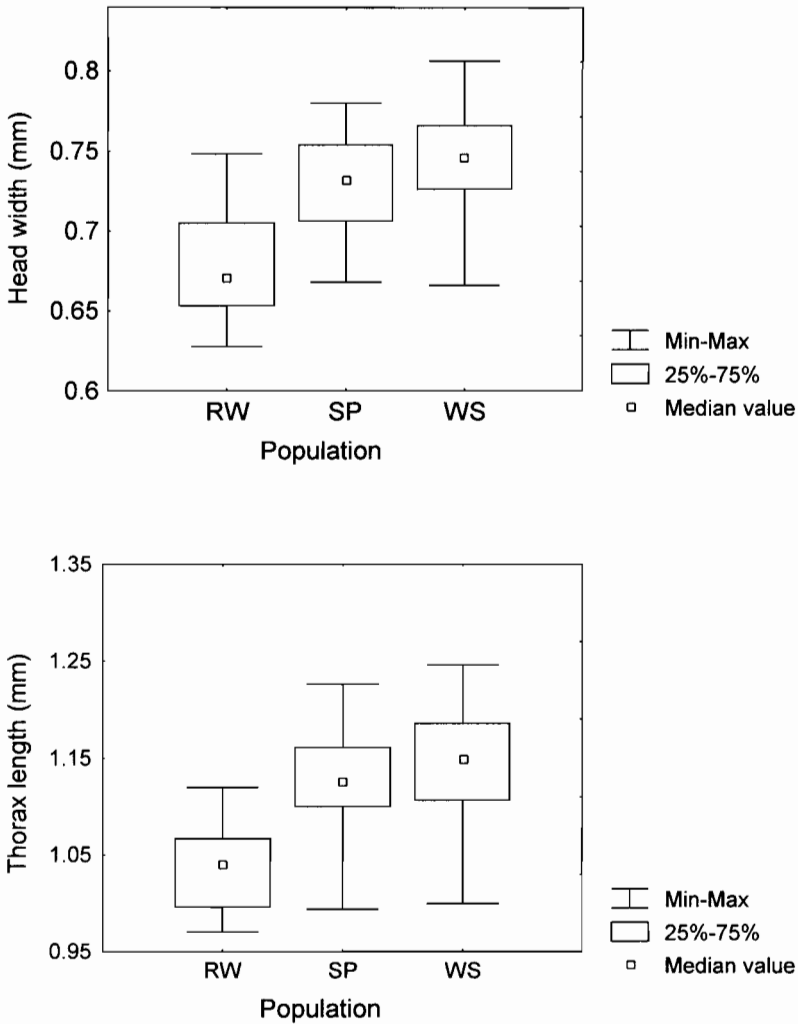 0.8
0.75
0.7
0.65
0.6
Head width (mm)
RW SP WS
Population
Min-Max
25%-75%
Median value
1.35
1.25
1.15
1.05
0.95
Thorax length (mm)
RW SP WS
Population
Min-Max
25%-75%
Median value